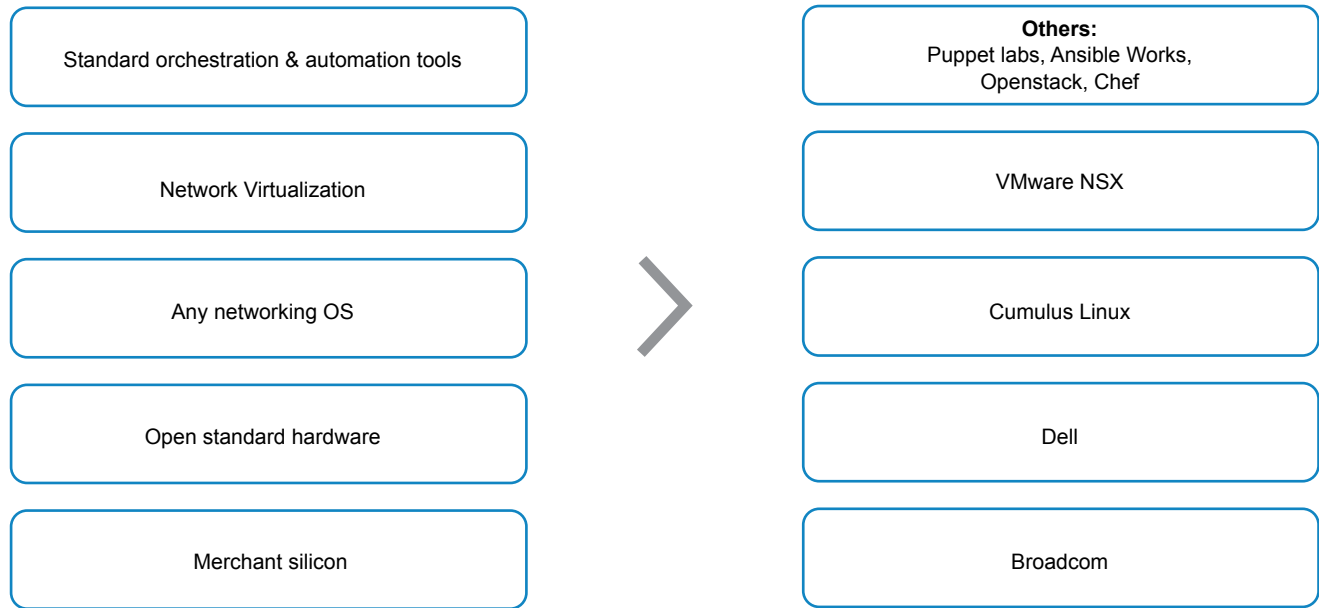 Standard orchestration & automation tools
Network Virtualization
Any networking OS
Open standard hardware
Merchant silicon
Others:
Puppet labs, Ansible Works,
Openstack, Chef
VMware NSX
Cumulus Linux
Dell
Broadcom